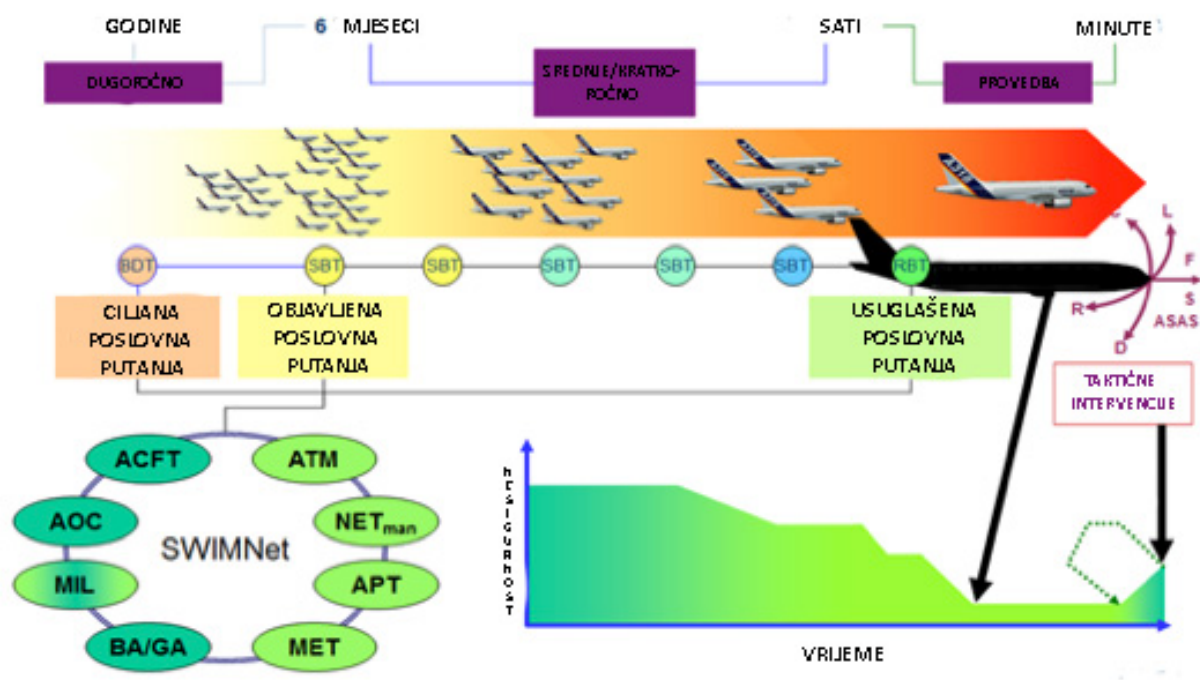 GODINE
6 MJESECI
SATI
MINUTE
DUGOROČNO
SREDNJE/KRATKO-
ROČNO
PROVEDBA
BDT
SBT
SBT
SBT
SBT
SBT
RBT
CILJANA
POSLOVNA
PUTANJA
OBJAVLJENA
POSLOVNA
PUTANJA
USUGLAŠENA
POSLOVNA
PUTANJA
L
F
S
ASAS
R
D
TAKTIČNE
INTERVENCIJE
ACFT
ATM
AOC
NETman
SWIMNet
MIL
APT
BA/GA
MET
NESIGURNOST
VRIJEME